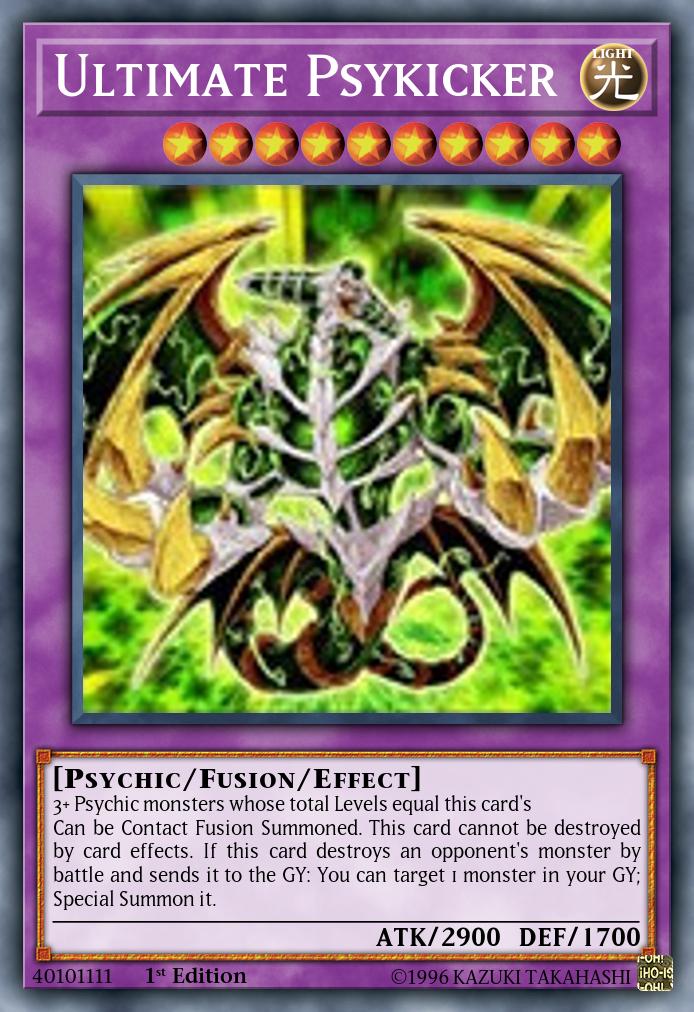 Ultimate Psykicker
LIGHT
光
[Psychic/Fusion/Effect]
3+ Psychic monsters whose total Levels equal this card's
Can be Contact Fusion Summoned. This card cannot be destroyed
by card effects. If this card destroys an opponent's monster by
battle and sends it to the GY: You can target 1 monster in your GY;
Special Summon it.
ATK/2900 DEF/1700
40101111 1st Edition ©1996 KAZUKI TAKAHASHI